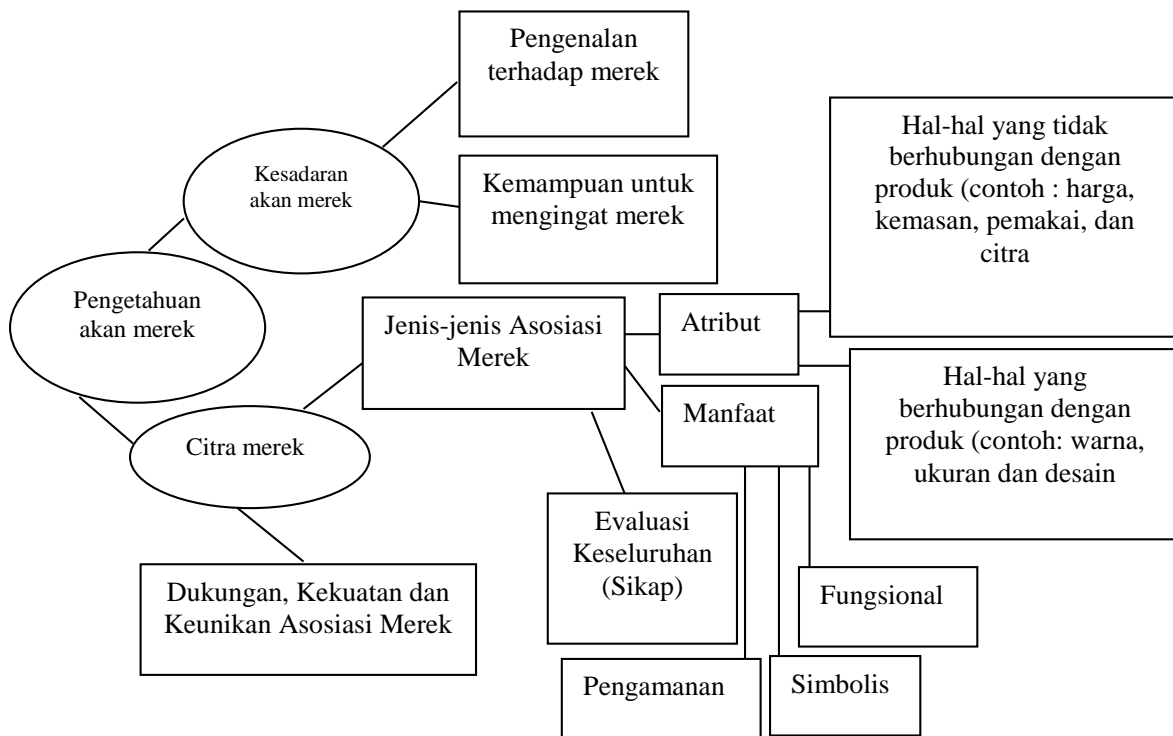 Pengenalan
terhadap merek
Kesadaran
akan merek
Kemampuan untuk
mengingat merek
Hal-hal yang tidak
berhubungan dengan
produk (contoh : harga,
kemasan, pemakai, dan
citra
Pengetahuan
akan merek
Jenis-jenis Asosiasi
Merek
Atribut
Hal-hal yang
berhubungan dengan
produk (contoh: warna,
ukuran dan desain
Manfaat
Citra merek
Evaluasi
Keseluruhan
(Sikap)
Dukungan, Kekuatan dan
Keunikan Asosiasi Merek
Fungsional
Pengamanan
Simbolis